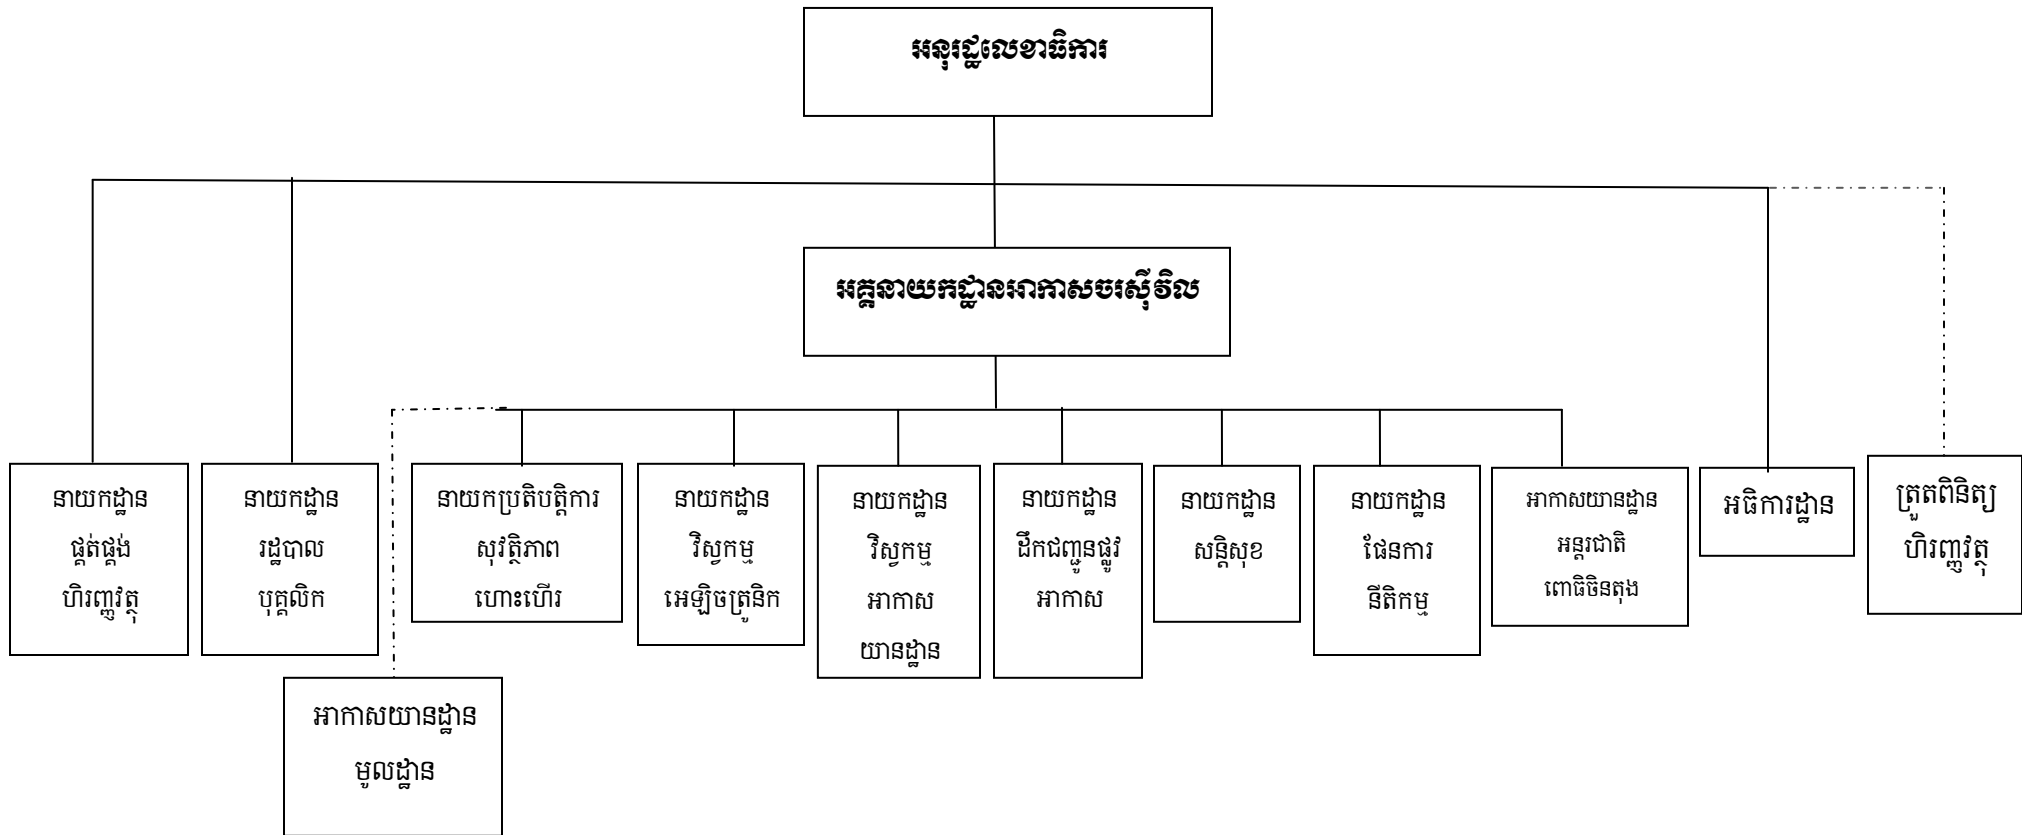 អនុរដ្ឋលេខាធិការ
អគ្គនាយកដ្ឋានអាកាសចរស៊ីវិល
នាយកដ្ឋាន
ផ្គត់ផ្គង់
ហិរញ្ញវត្ថុ
នាយកដ្ឋាន
រដ្ឋបាល
បុគ្គលិក
នាយកប្រតិបត្តិការ
សុវត្ថិភាព
ហោះហើរ
នាយកដ្ឋាន
វិស្វកម្ម
អេឡិចត្រូនិក
នាយកដ្ឋាន
វិស្វកម្ម
អាកាស
យានដ្ឋាន
នាយកដ្ឋាន
ដឹកជញ្ជូនផ្លូវ
អាកាស
នាយកដ្ឋាន
សន្តិសុខ
នាយកដ្ឋាន
ផែនការ
នីតិកម្ម
អាកាសយានដ្ឋាន
អន្តរជាតិ
ពោធិចិនតុង
អធិការដ្ឋាន
ត្រួតពិនិត្យ
ហិរញ្ញវត្ថុ
អាកាសយានដ្ឋាន
មូលដ្ឋាន